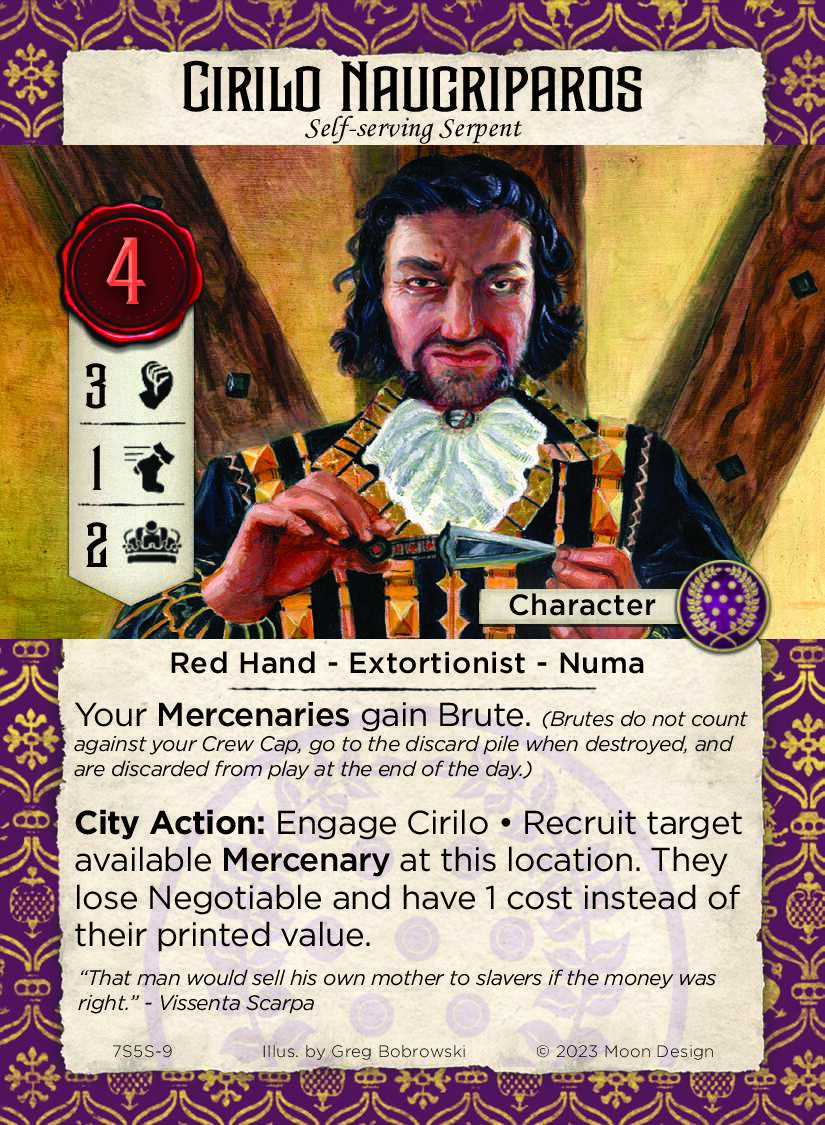 Cirilo Naucriparos
Self-serving Serpent
4
3
1
2
Character
Red Hand - Extortionist - Numa
Your Mercenaries gain Brute. (Brutes do not count
against your Crew Cap, go to the discard pile when destroyed, and
are discarded from play at the end of the day.)
City Action: Engage Cirilo • Recruit target
available Mercenary at this location. They
lose Negotiable and have 1 cost instead of
their printed value.
“That man would sell his own mother to slavers if the money was
right.” - Vissenta Scarpa
7S5S-9 Illus. by Greg Bobrowski © 2023 Moon Design